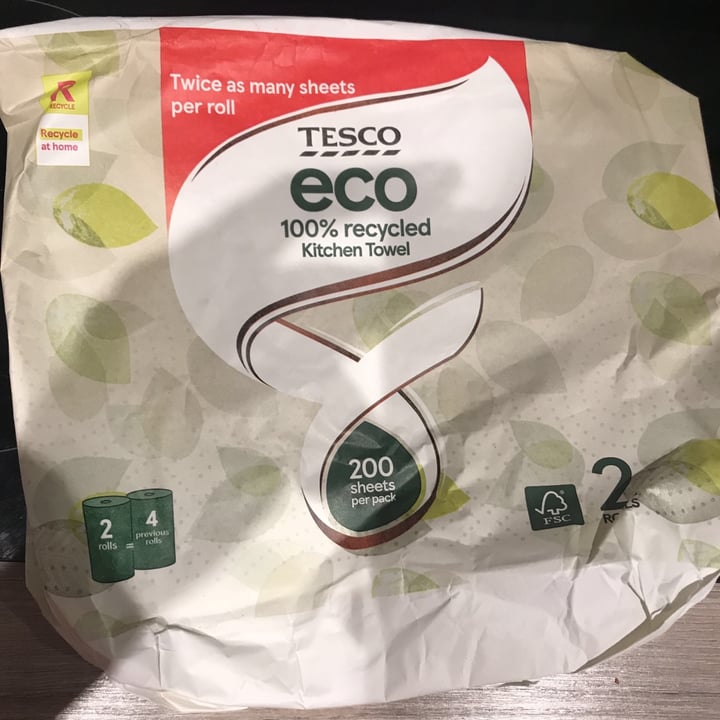 RECYCLE
Recycle
at home
Twice as many sheets
per roll
TESCO
eco
100% recycled
Kitchen Towel
200
sheets
per pack
2
rolls
=
4
previous
rolls
FSC
2